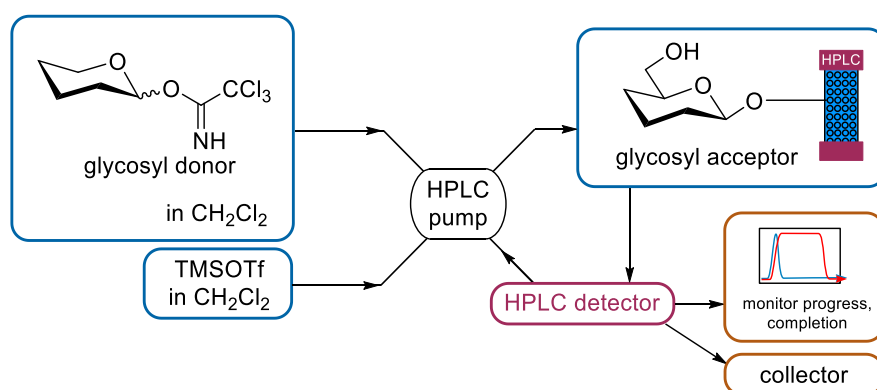 O
O
CCl3
NH
glycosyl donor
in CH2Cl2
TMSOTf
in CH2Cl2
HPLC
pump
OH
O
O
HPLC
glycosyl acceptor
HPLC detector
monitor progress,
completion
collector